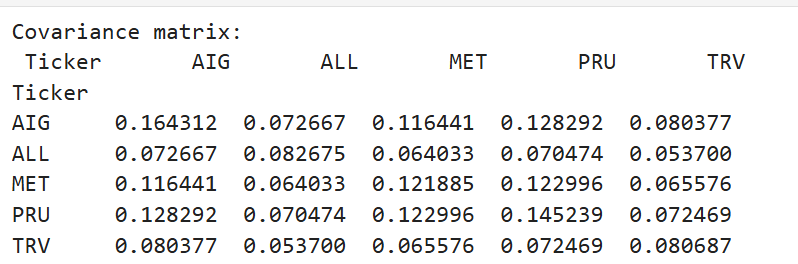 Covariance matrix:
Ticker AIG ALL MET PRU TRV
Ticker
AIG 0.164312 0.072667 0.116441 0.128292 0.080377
ALL 0.072667 0.082675 0.064033 0.070474 0.053700
MET 0.116441 0.064033 0.121885 0.122996 0.065576
PRU 0.128292 0.070474 0.122996 0.145239 0.072469
TRV 0.080377 0.053700 0.065576 0.072469 0.080687